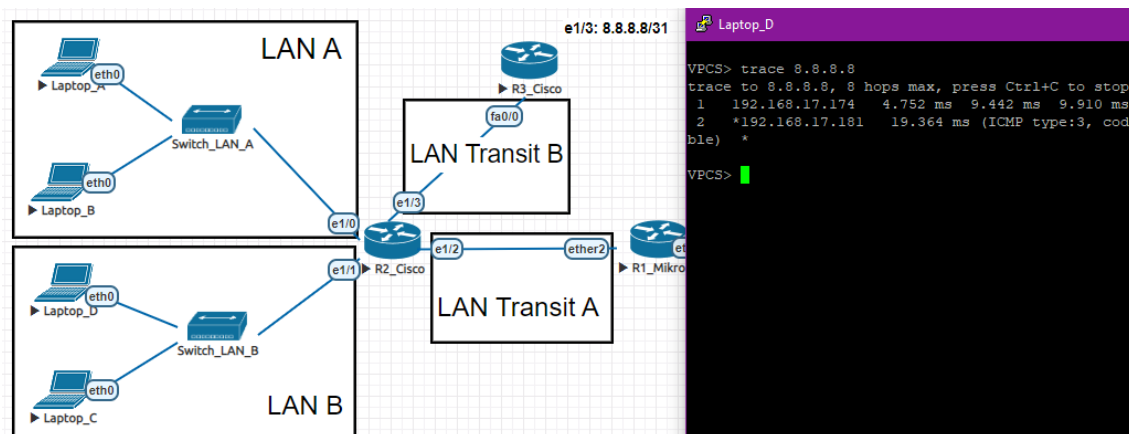 LAN A
eth0
Laptop_A
Switch_LAN_A
eth0
Laptop_B
e1/0
e1/3: 8.8.8.8/31
R3_Cisco
fa0/0
LAN Transit B
e1/3
R2_Cisco
e1/2
ether2
R1_Mikro
LAN Transit A
e1/1
eth0
Laptop_D
Switch_LAN_B
eth0
Laptop_C
LAN B
Laptop_D
VPCS> trace 8.8.8.8
trace to 8.8.8.8, 8 hops max, press Ctrl+C to stop
1 192.168.17.174 4.752 ms 9.442 ms 9.910 ms
2 *192.168.17.181 19.364 ms (ICMP type:3, cod
ble) *
VPCS>